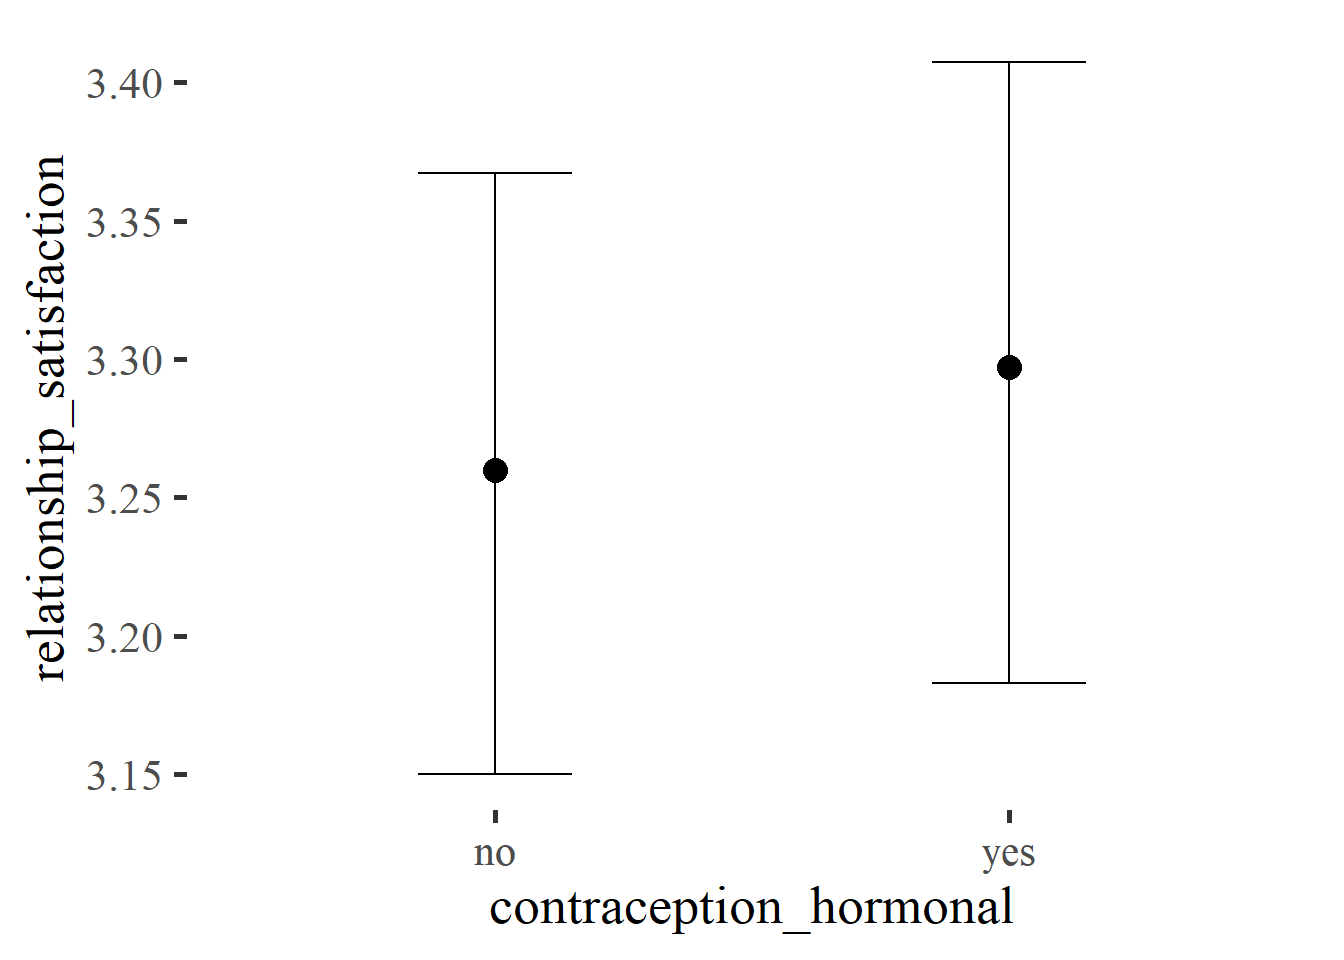 relationship_satisfaction
3.40
3.35
3.30
3.25
3.20
3.15
no yes
contraception_hormonal